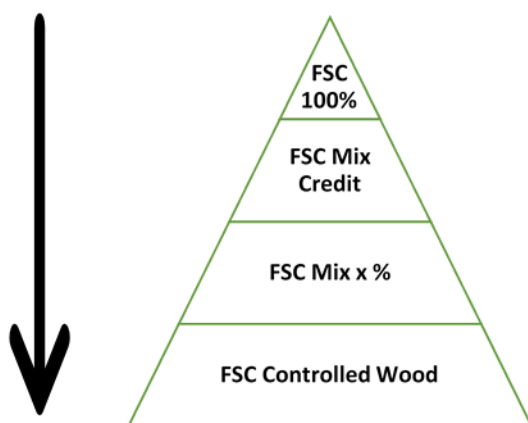 FSC
100%
FSC Mix
Credit
FSC Mix x %
FSC Controlled Wood